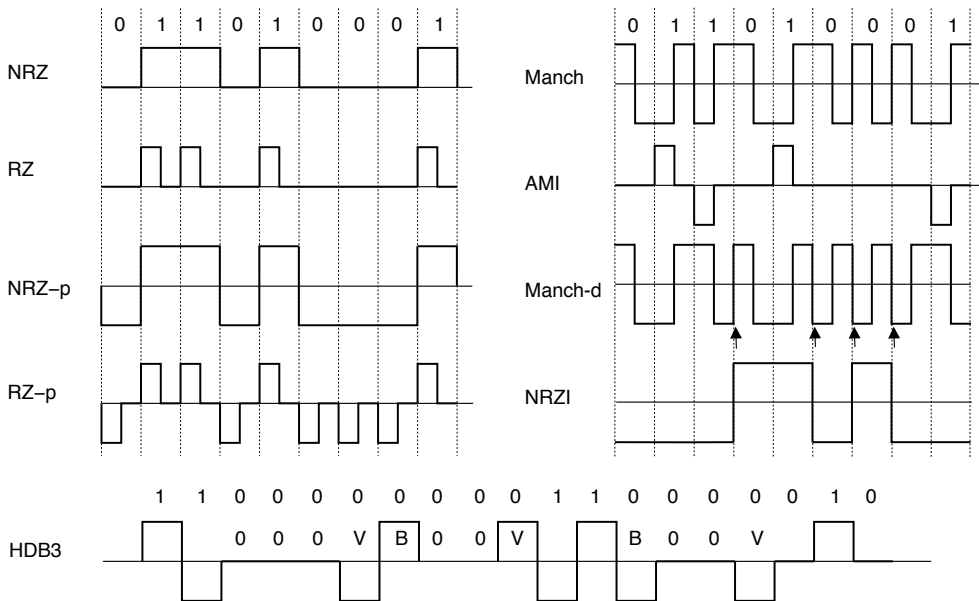 0 1 1 0 1 0 0 0 1
NRZ
RZ
NRZ–p
RZ–p
0 1 1 0 1 0 0 0 1
Manch
AMI
Manch-d
NRZI
1 1 0 0 0 0 0 0 0 0 1 1 0 0 0 0 0 1 0
HDB3 0 0 0 V B 0 0 V B 0 0 V